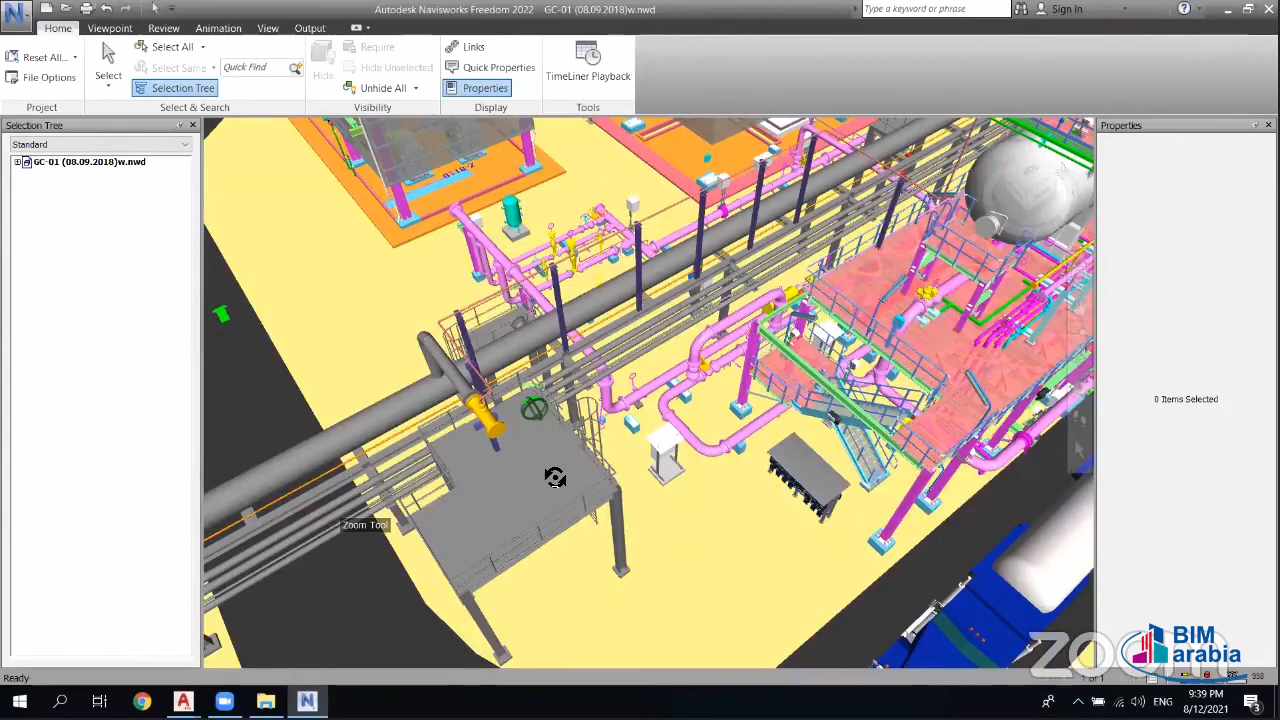 Autodesk Navisworks Freedom 2022 GC-01 (08.09.2018)w.nwd
Type a keyword or phrase
Sign In
Home Viewpoint Review Animation View Output
Reset All...
File Options
Project
Select
Select All
Select Same
Selection Tree
Quick Find
Select & Search
Hide
Require
Hide Unselected
Unhide All
Visibility
Links
Quick Properties
Properties
Display
TimeLiner Playback
Tools
Selection Tree
Standard
GC-01 (08.09.2018)w.nwd
Properties
0 Items Selected
Zoom Tool
zoom
BIM
arabia
Ready
ENG
9:39 PM
8/12/2021
3